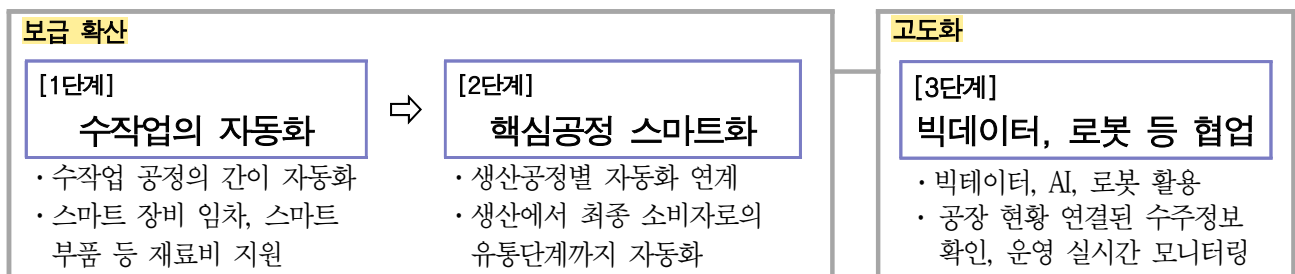 보급 확산
[1단계]
수작업의 자동화
· 수작업 공정의 간이 자동화
· 스마트 장비 임차, 스마트
부품 등 재료비 지원
⇨
[2단계]
핵심공정 스마트화
· 생산공정별 자동화 연계
· 생산에서 최종 소비자로의
유통단계까지 자동화
고도화
[3단계]
빅데이터, 로봇 등 협업
· 빅테이터, AI, 로봇 활용
· 공장 현황 연결된 수주정보
확인, 운영 실시간 모니터링